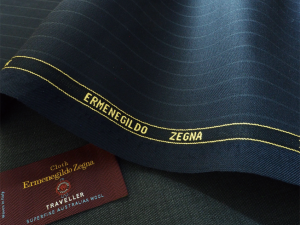 ERMENEGILDO ZEGNA
Cloth
Ermenegildo Zegna
TRAVELLER
SUPERFINE AUSTRALIAN WOOL